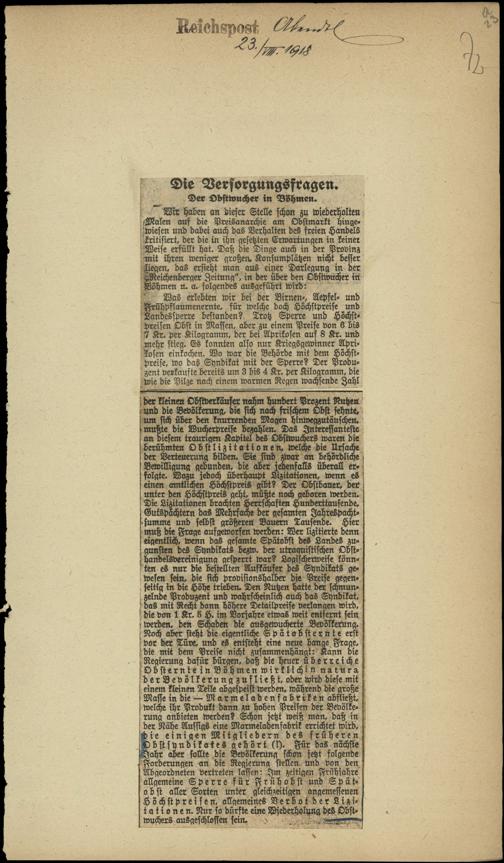 Reichspost Abendbl.
23./VIII. 1918
72
Die Versorgungsfragen.
Der Obstwucher in Böhmen.
Wir haben an dieser Stelle schon zu wiederholten
Malen auf die Preisanarchie am Obstmarkt hinge-
wiesen und dabei auch das Verhalten des freien Handels
kritisiert, der die in ihn gesetzten Erwartungen in keiner
Weise erfüllt hat. Daß die Dinge auch in der Provinz
mit ihren weniger großen Konsumplätzen nicht besser
liegen, das ersieht man aus einer Darlegung in der
„Reichenberger Zeitung", in der über den Obstwucher in
Böhmen u. a. folgendes ausgeführt wird:
Was erlebten wir bei der Birnen-, Aepfel- und
Frühpflaumenernte, für welche doch Höchstpreise und
Landessperre bestanden? Trotz Sperre und Höchst-
preisen Obst in Massen, aber zu einem Preise von 6 bis
7 Kr. per Kilogramm, der bei Aprikosen auf 8 Kr. und
mehr stieg. Es konnten also nur Kriegsgewinner Apri-
kosen einkochen. Wo war die Behörde mit dem Höchst-
preise, wo das Syndikat mit der Sperre? Der Produ-
zent verkaufte bereits um 3 bis 4 Kr. per Kilogramm, die
wie die Pilze nach einem warmen Regen wachsende Zahl
der kleinen Obstverkäufer nahm hundert Prozent Nutzen
und die Bevölkerung, die sich nach frischem Obst sehnte,
um sich über den knurrenden Magen hinwegzutäuschen,
mußte die Wucherpreise bezahlen. Das Interessanteste
an diesem traurigen Kapitel des Obstwuchers waren die
berühmten Obstlizitationen, welche die Ursache
der Verteuerung bilden. Sie sind zwar an behördliche
Bewilligung gebunden, die aber jedenfalls überall er-
folgte. Wozu jedoch überhaupt Lizitationen, wenn es
einen amtlichen Höchstpreis gibt? Der Obstbauer, der
unter den Höchstpreis geht, müßte noch geboren werden.
Die Lizitationen brachten Herrschaften Hunderttausende,
Gutspächtern das Mehrfache der gesamten Jahrespacht-
summe und selbst größeren Bauern Tausende. Hier
muß die Frage aufgeworfen werden: Wer lizitierte denn
eigentlich, wenn das gesamte Spätobst des Landes zu-
gunsten des Syndikats bezw. der utraquistischen Obst-
handelsvereinigung gesperrt war? Logischerweise könn-
ten es nur die bestellten Aufkäufer des Syndikats ge-
wesen sein, die sich provisionshalber die Preise gegen-
seitig in die Höhe trieben. Den Nutzen hatte der schmun-
zelnde Produzent und wahrscheinlich auch das Syndikat,
das mit Recht dann höhere Detailpreise verlangen wird,
die von 1 Kr. 8 H. im Vorjahre etwas weit entfernt sein
werden, den Schaden die ausgewucherte Bevölkerung.
Noch aber steht die eigentliche Spätobsternte erst
vor der Türe, und es entsteht eine neue bange Frage,
die mit dem Preise nicht zusammenhängt: Kann die
Regierung dafür bürgen, daß die heuer überreiche
Obsternte in Böhmen wirklich in natura
der Bevölkerung zufließt, oder wird diese mit
einem kleinen Teile abgespeist werden, während die große
Masse in die — Marmeladenfabriken abfließt,
welche ihr Produkt dann zu hohen Preisen der Bevölke-
rung anbieten werden? Schon jetzt weiß man, daß in
der Nähe Aussigs eine Marmeladenfabrik errichtet wird,
die einigen Mitgliedern des früheren
Obstsyndikates gehört (!). Für das nächste
Jahr aber sollte die Bevölkerung schon jetzt folgende
Forderungen an die Regierung stellen und von den
Abgeordneten vertreten lassen: Im zeitigen Frühjahre
allgemeine Sperre für Frühobst und Spät-
obst aller Sorten unter gleichzeitigen angemessenen
Höchstpreisen, allgemeines Verbot der Lizi-
tationen. Nur so dürfte eine Wiederholung des Obst-
wuchers ausgeschlossen sein.